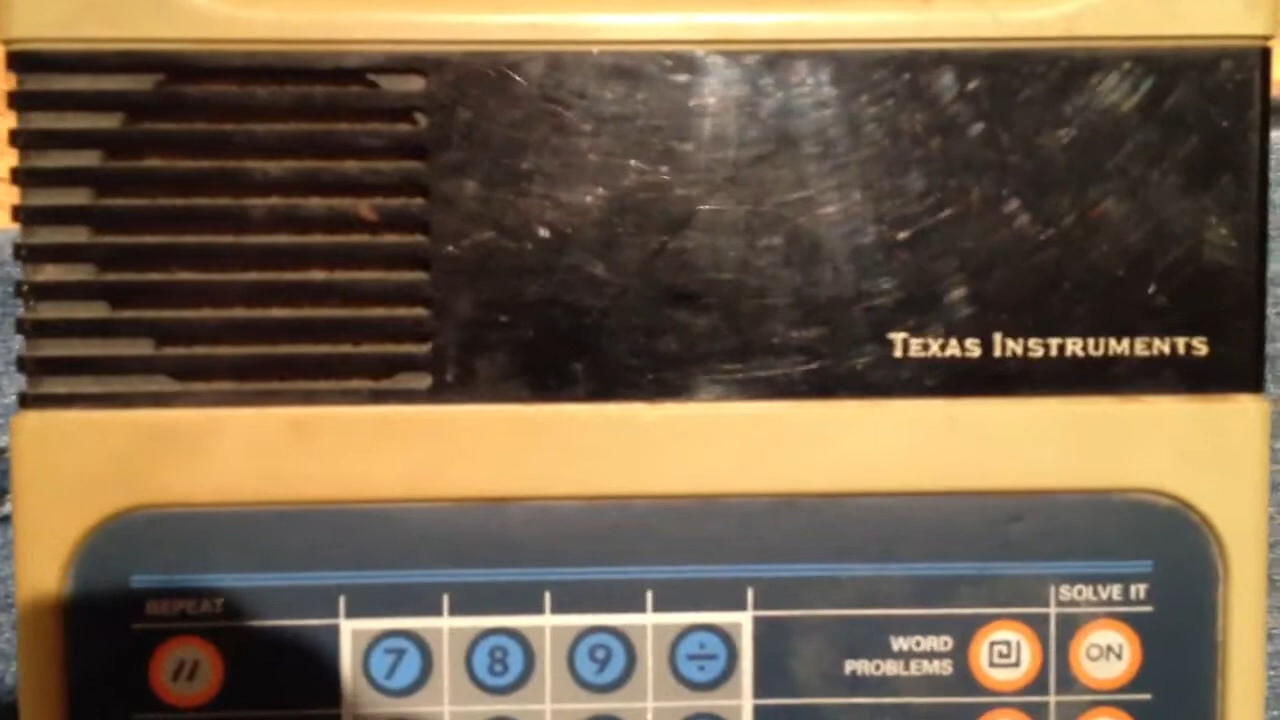 TEXAS INSTRUMENTS
SOLVE IT
REPEAT
7 8 9 ÷
WORD
PROBLEMS
ON